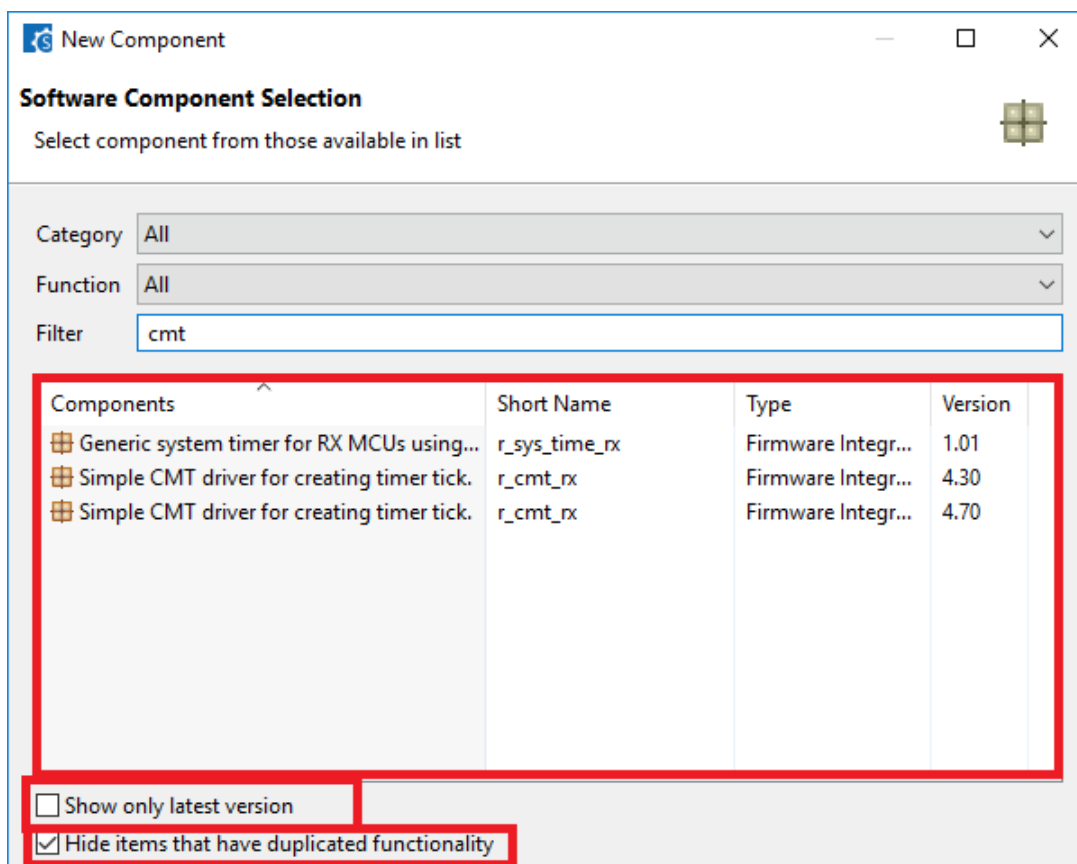 New Component
Software Component Selection
Select component from those available in list
Category All
Function All
Filter cmt
Components Short Name Type Version
Generic system timer for RX MCUs using... r_sys_time_rx Firmware Integr... 1.01
Simple CMT driver for creating timer tick. r_cmt_rx Firmware Integr... 4.30
Simple CMT driver for creating timer tick. r_cmt_rx Firmware Integr... 4.70
Show only latest version
Hide items that have duplicated functionality